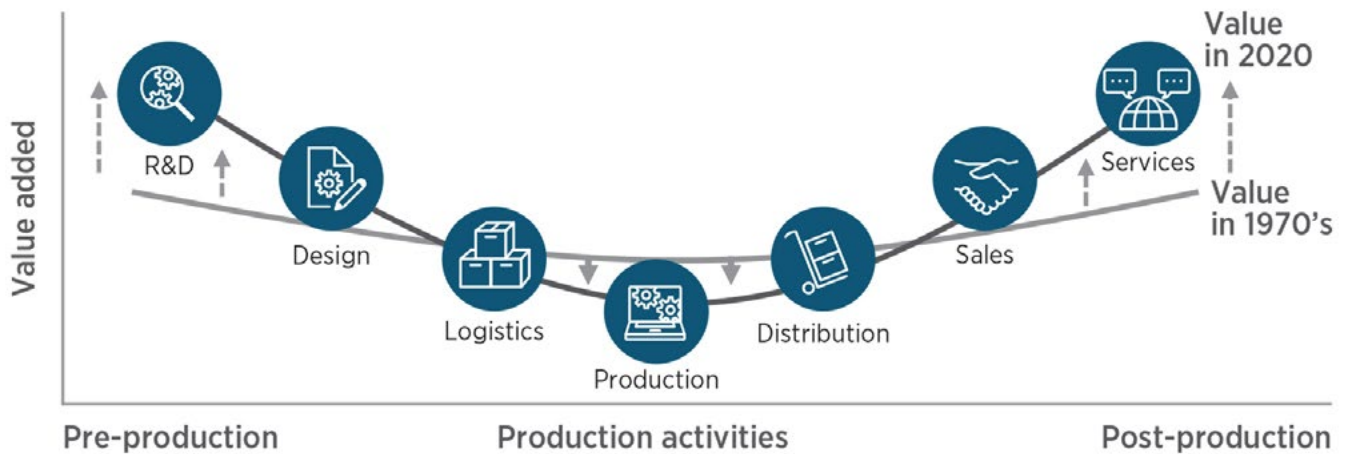 Value added
Value
in 2020
R&D
Services
Value
in 1970's
Design
Sales
Logistics
Distribution
Production
Pre-production
Production activities
Post-production